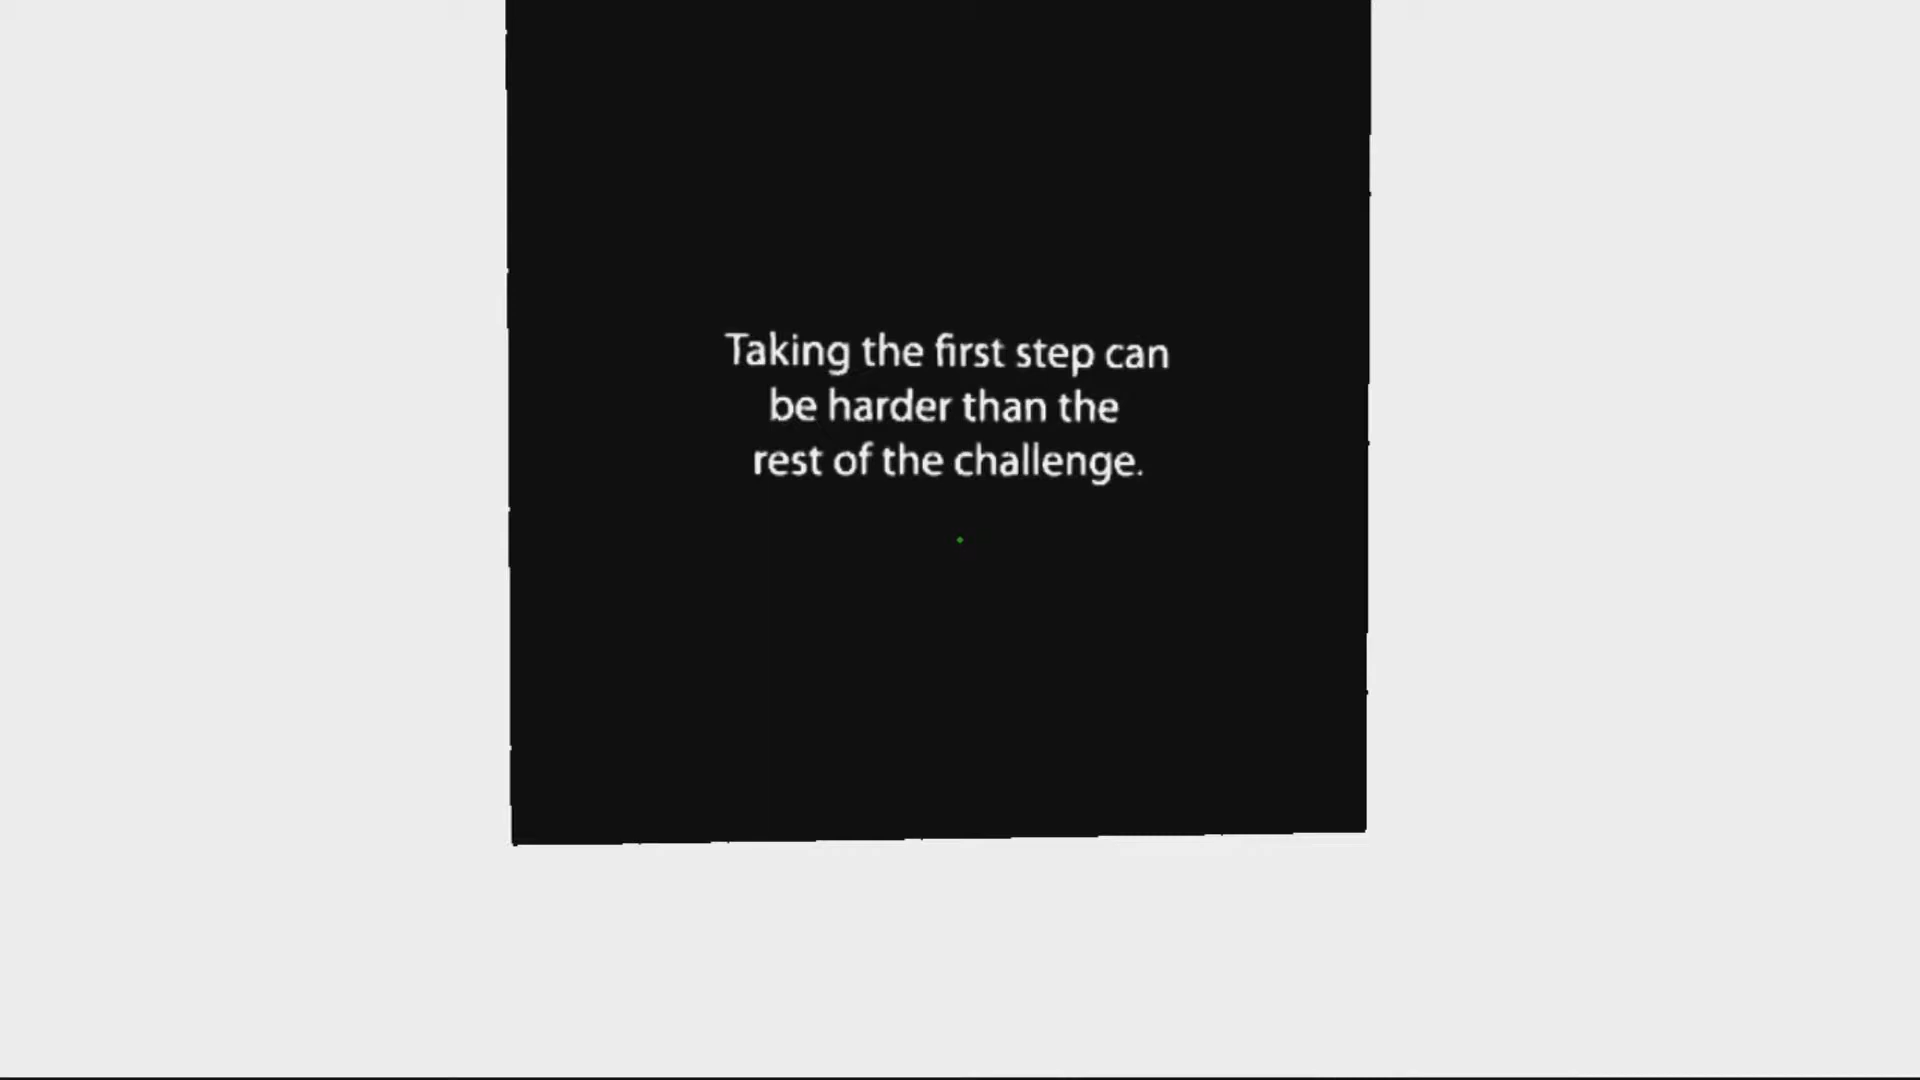 Taking the first step can
be harder than the
rest of the challenge.